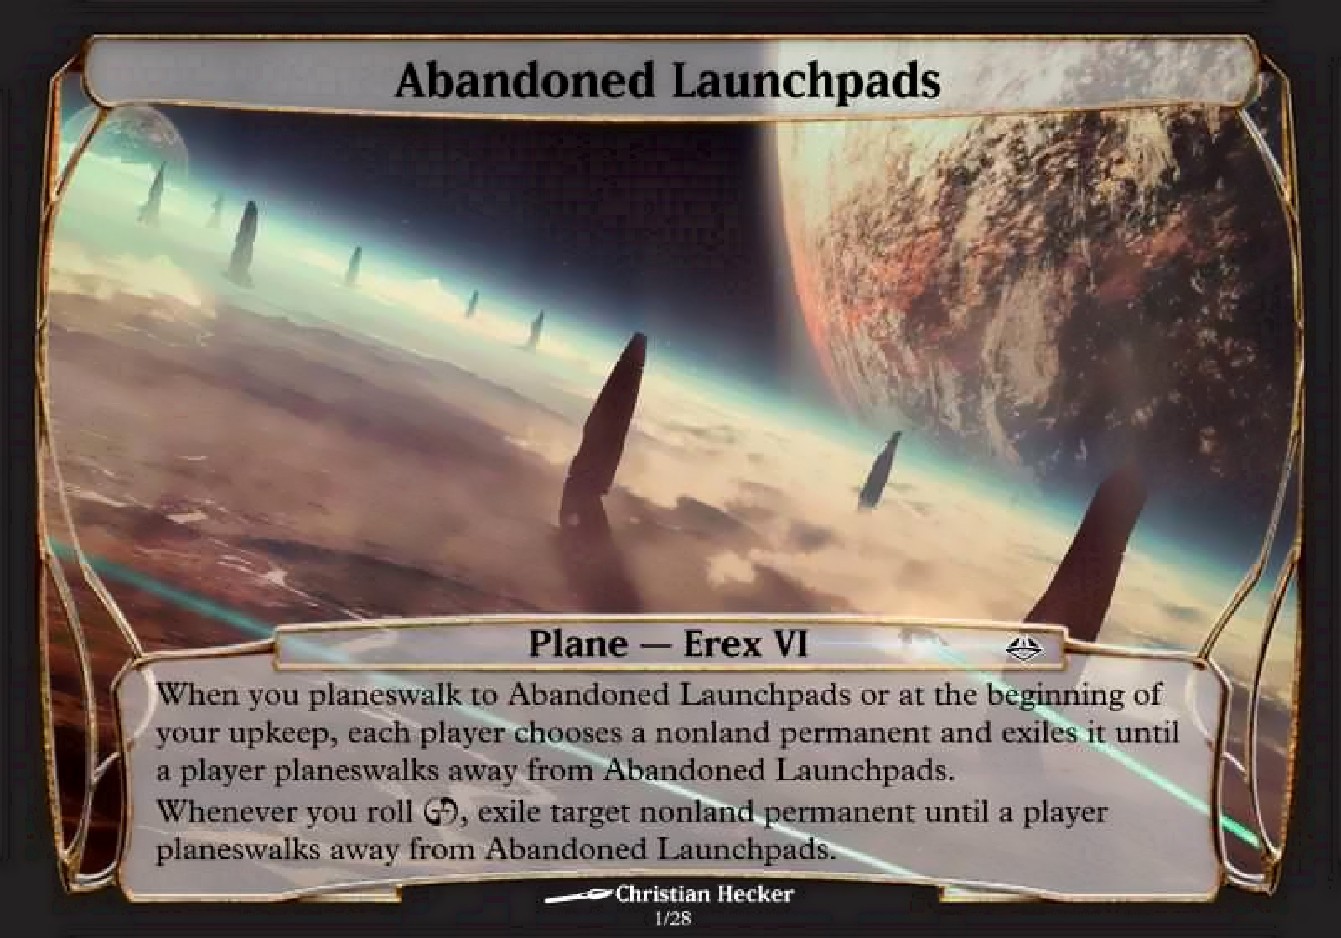 Abandoned Launchpads
Plane — Erex VI
When you planeswalk to Abandoned Launchpads or at the beginning of
your upkeep, each player chooses a nonland permanent and exiles it until
a player planeswalks away from Abandoned Launchpads.
Whenever you roll , exile target nonland permanent until a player
planeswalks away from Abandoned Launchpads.
Christian Hecker
1/28